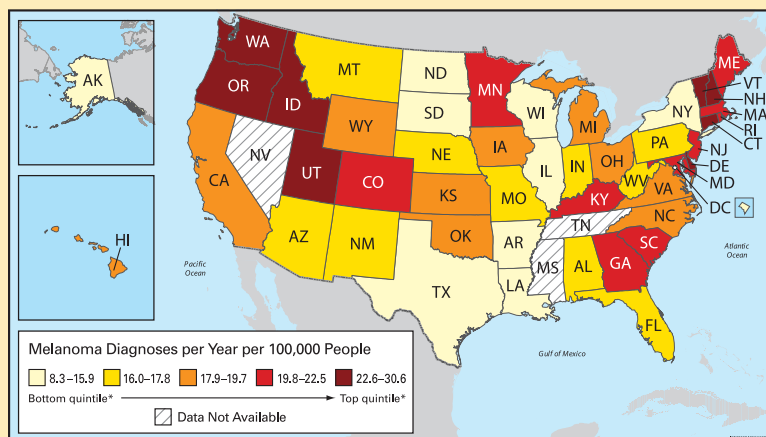 AK
HI
WA
OR
ID
MT
ND
SD
MN
WI
MI
NY
ME
VT
NH
MA
RI
CT
NJ
DE
MD
DC
PA
WY
NV
UT
CO
CA
AZ
NM
NE
KS
OK
TX
IA
MO
AR
LA
IL
IN
OH
WV
VA
KY
NC
TN
SC
GA
AL
MS
FL
Pacific
Ocean
Atlantic
Ocean
Gulf of Mexico
Melanoma Diagnoses per Year per 100,000 People
8.3–15.9 16.0–17.8 17.9–19.7 19.8–22.5 22.6–30.6
Bottom quintile* Top quintile*
Data Not Available